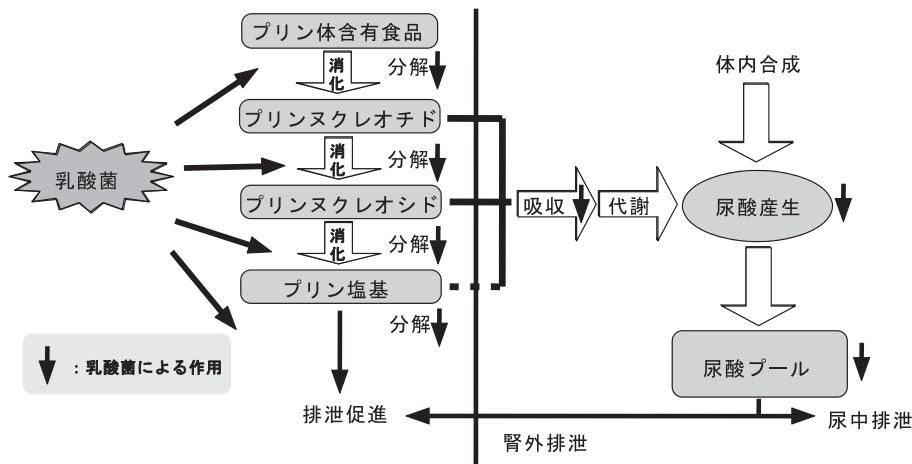 プリン体含有食品
消化
分解
プリンヌクレオチド
消化
分解
乳酸菌
プリンヌクレオシド
消化
分解
プリン塩基
分解
:乳酸菌による作用
排泄促進
体内合成
吸収
代謝
尿酸産生
尿酸プール
尿中排泄
腎外排泄